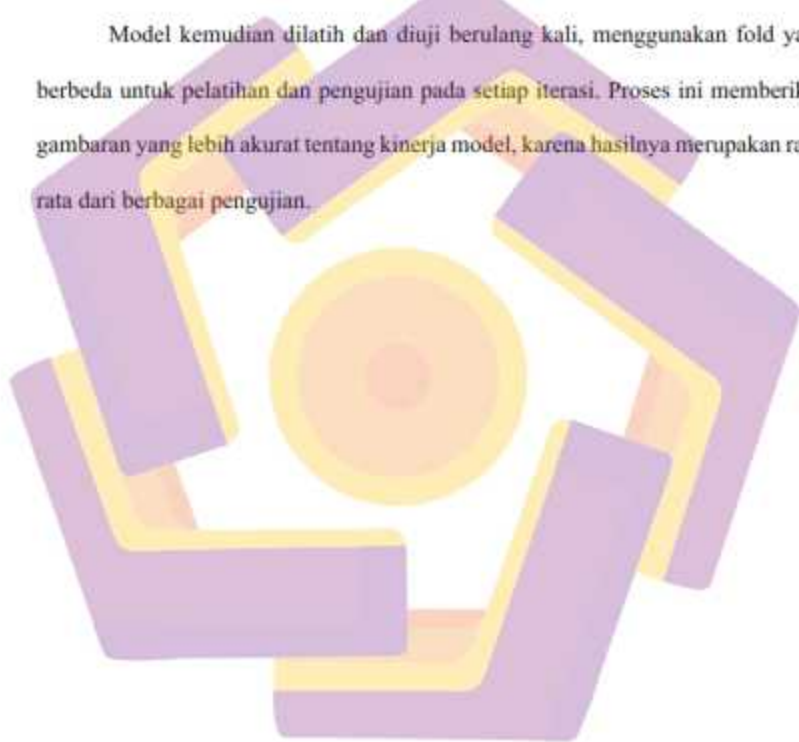 Model kemudian dilatih dan diuji berulang kali, menggunakan fold ya
berbeda untuk pelatihan dan pengujian pada setiap iterasi. Proses ini memberik
gambaran yang lebih akurat tentang kinerja model, karena hasilnya merupakan ra
rata dari berbagai pengujian.